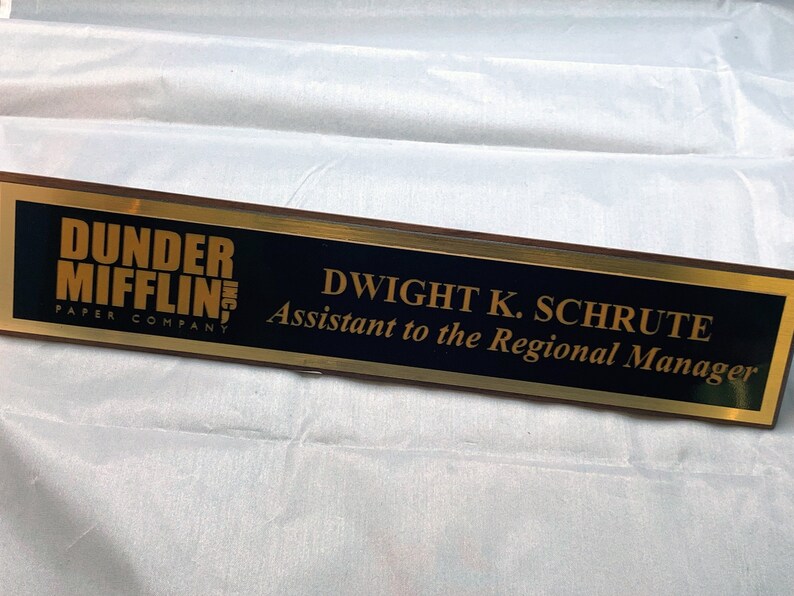 DUNDER
MIFFLIN, INC
PAPER COMPANY
DWIGHT K. SCHRUTE
Assistant to the Regional Manager